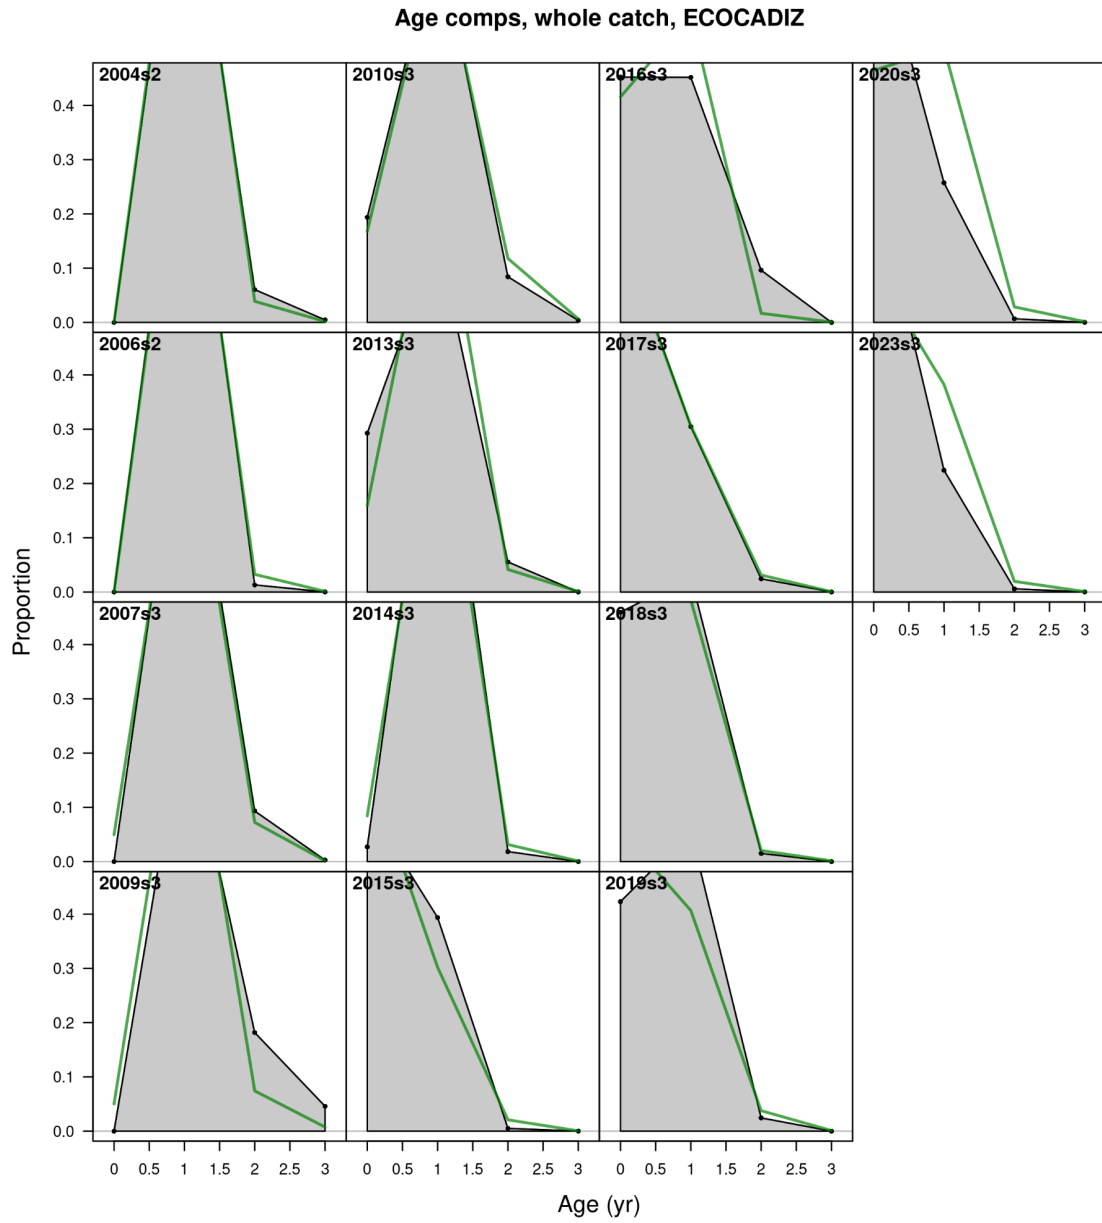 Age comps, whole catch, ECOCADIZ
2004s2
2010s3
2016s3
2020s3
0.4
0.3
0.2
0.1
0.0
2006s2
2013s3
2017s3
2023s3
0.4
0.3
0.2
0.1
0.0
0 0.5 1 1.5 2 2.5 3
2007s3
2014s3
2018s3
0.4
0.3
0.2
0.1
0.0
2009s3
2015s3
2019s3
0.4
0.3
0.2
0.1
0.0
0 0.5 1 1.5 2 2.5 3
0 0.5 1 1.5 2 2.5 3
0 0.5 1 1.5 2 2.5 3
Proportion
Age (yr)